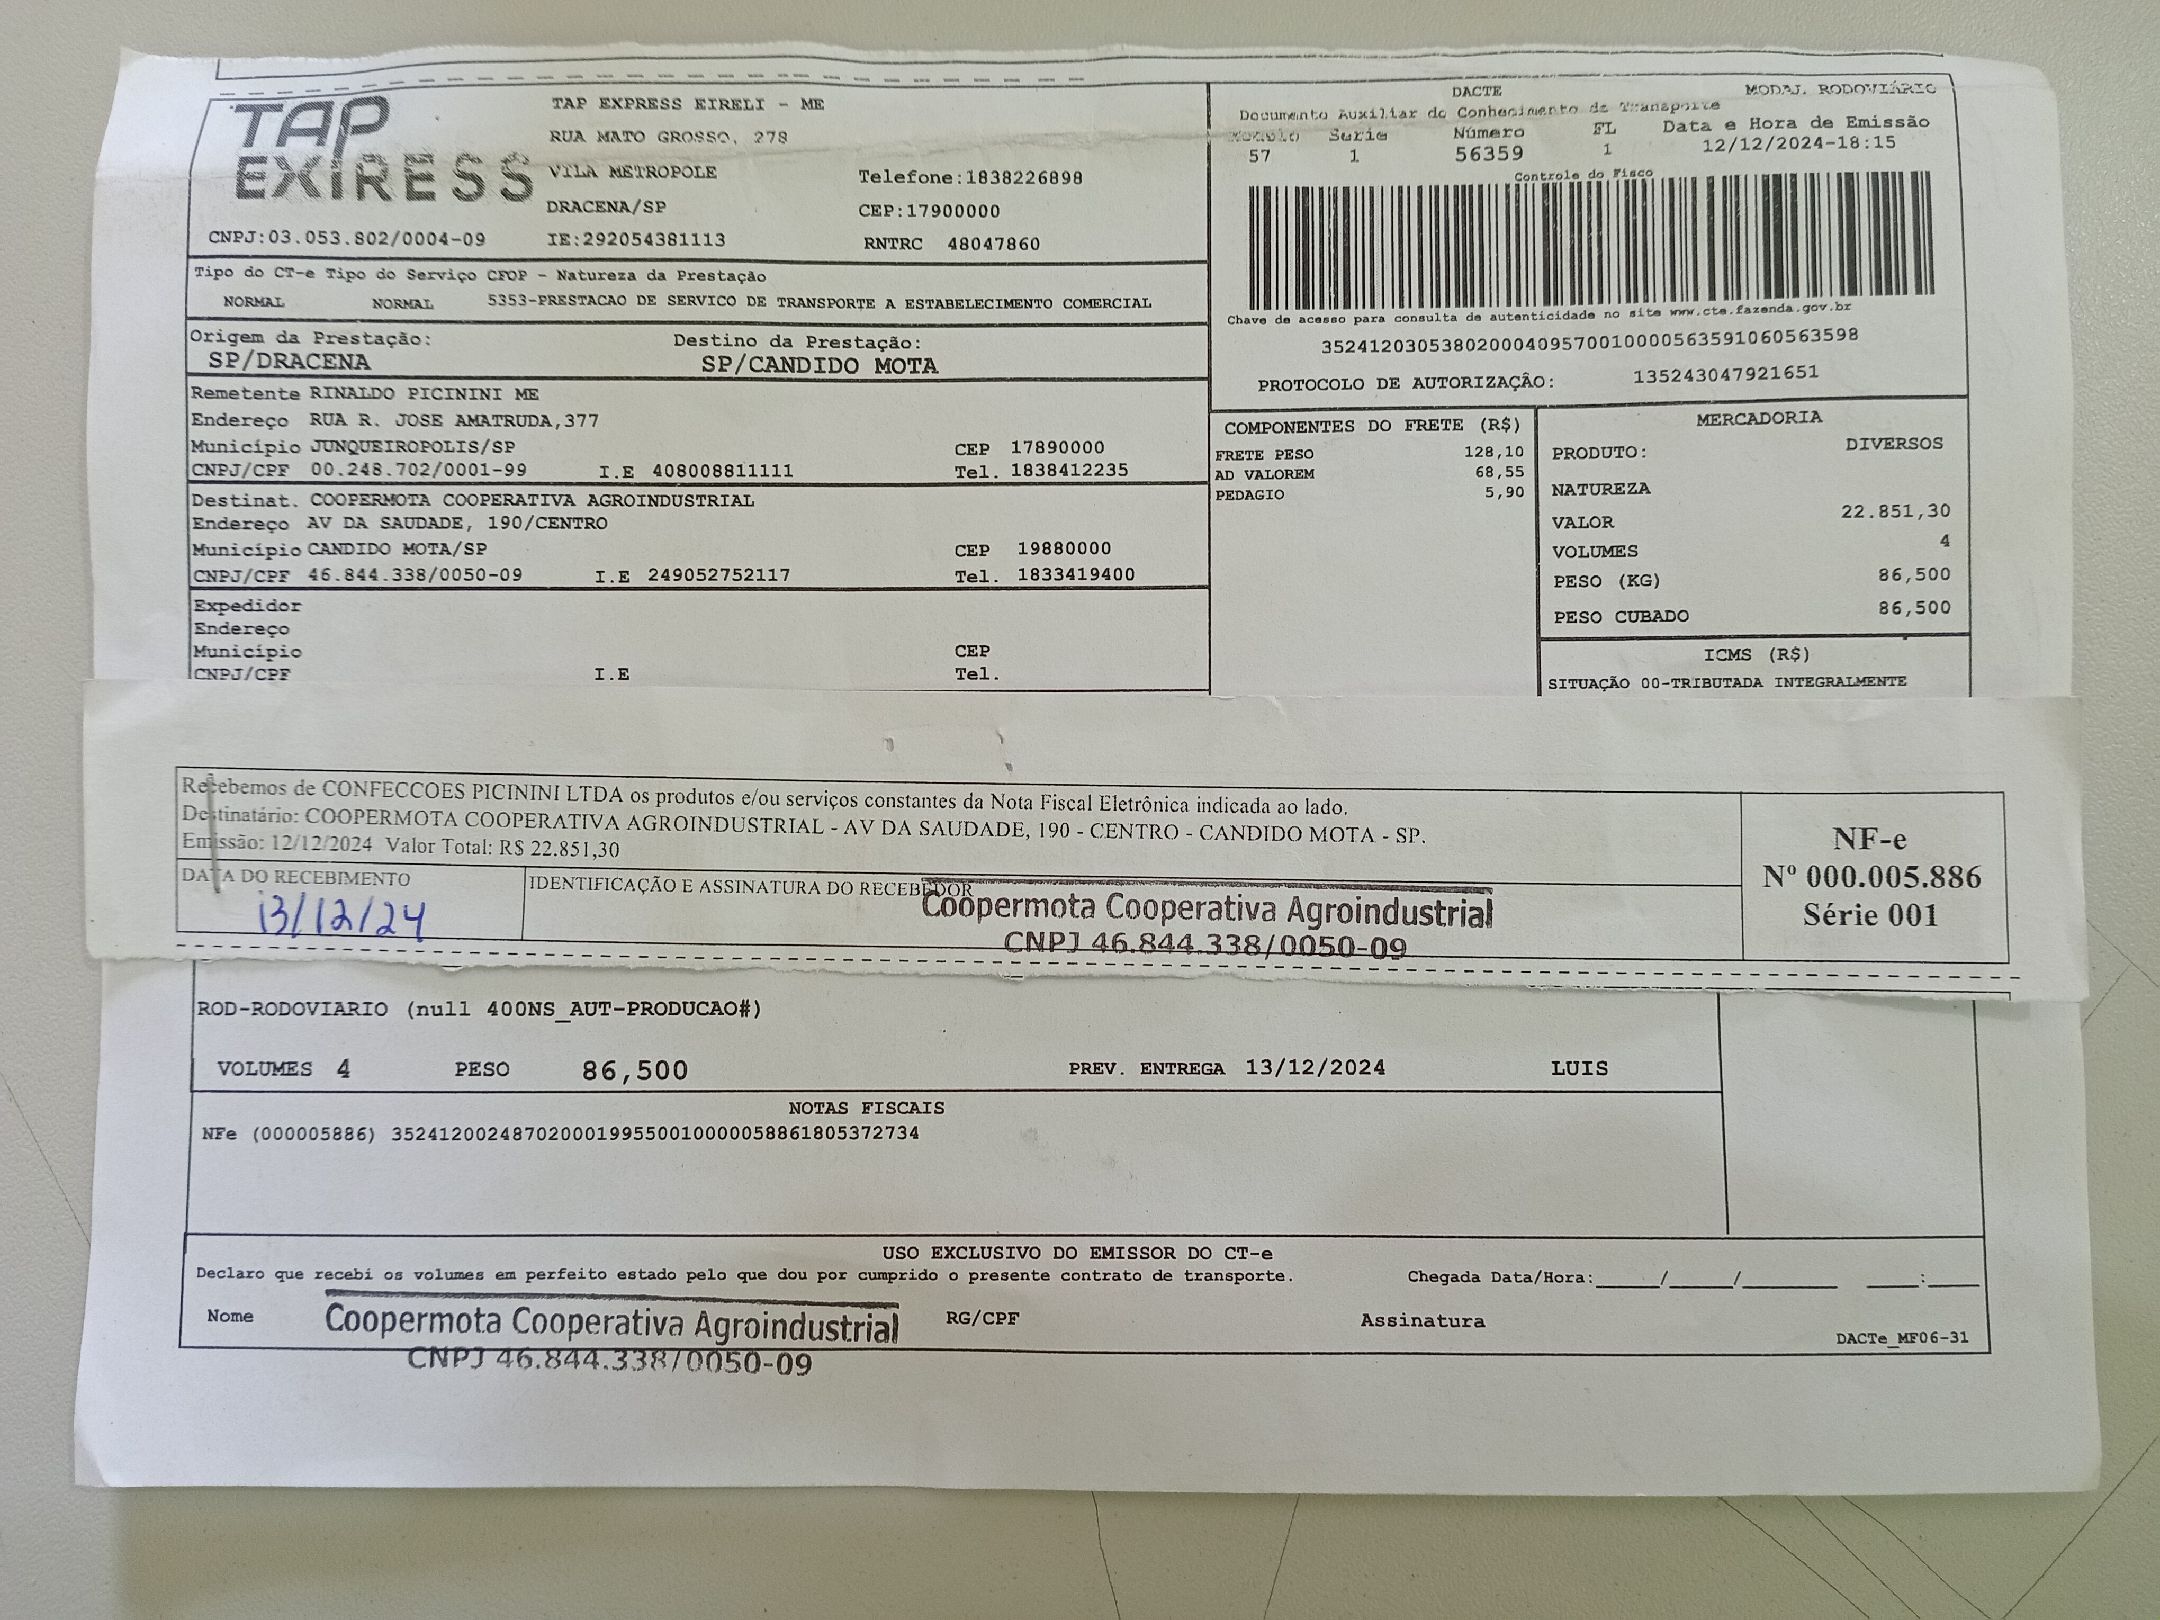 TAP
EXPRESS
TAP EXPRESS EIRELI - ME
RUA MATO GROSSO, 278
VILA METROPOLE
Telefone:1838226898
DRACENA/SP
CEP:17900000
CNPJ:03.053.802/0004-09
IE:292054381113
RNTRC 48047860
DACTE
MODAL RODOVIÁRIO
Documento Auxiliar do Conhecimento de Transporte
Modelo Serie Número FL Data e Hora de Emissão
57 1 56359 1 12/12/2024-18:15
Controle do Fisco
Chave de acesso para consulta de autenticidade no site www.cte.fazenda.gov.br
35241203053802000409570010000563591060563598
PROTOCOLO DE AUTORIZAÇÃO: 135243047921651
Tipo do CT-e Tipo do Serviço CFOP - Natureza da Prestação
NORMAL NORMAL 5353-PRESTACAO DE SERVICO DE TRANSPORTE A ESTABELECIMENTO COMERCIAL
Origem da Prestação: Destino da Prestação:
SP/DRACENA SP/CANDIDO MOTA
Remetente RINALDO PICININI ME
Endereço RUA R. JOSE AMATRUDA,377
Município JUNQUEIROPOLIS/SP CEP 17890000
CNPJ/CPF 00.248.702/0001-99 I.E 408008811111 Tel. 1838412235
Destinat. COOPERMOTA COOPERATIVA AGROINDUSTRIAL
Endereço AV DA SAUDADE, 190/CENTRO
Município CANDIDO MOTA/SP CEP 19880000
CNPJ/CPF 46.844.338/0050-09 I.E 249052752117 Tel. 1833419400
Expedidor
Endereço
Município CEP
CNPJ/CPF I.E Tel.
COMPONENTES DO FRETE (R$)
FRETE PESO 128,10
AD VALOREM 68,55
PEDAGIO 5,90
MERCADORIA
PRODUTO: DIVERSOS
NATUREZA
VALOR 22.851,30
VOLUMES 4
PESO (KG) 86,500
PESO CUBADO 86,500
ICMS (R$)
SITUAÇÃO 00-TRIBUTADA INTEGRALMENTE
Recebemos de CONFECCOES PICININI LTDA os produtos e/ou serviços constantes da Nota Fiscal Eletrônica indicada ao lado.
Destinatário: COOPERMOTA COOPERATIVA AGROINDUSTRIAL - AV DA SAUDADE, 190 - CENTRO - CANDIDO MOTA - SP.
Emissão: 12/12/2024 Valor Total: R$ 22.851,30
DATA DO RECEBIMENTO
13/12/24
IDENTIFICAÇÃO E ASSINATURA DO RECEBEDOR
Coopermota Cooperativa Agroindustrial
CNPJ 46.844.338/0050-09
NF-e
Nº 000.005.886
Série 001
ROD-RODOVIARIO (null 400NS_AUT-PRODUCAO#)
VOLUMES 4 PESO 86,500 PREV. ENTREGA 13/12/2024 LUIS
NOTAS FISCAIS
NFe (000005886) 35241200248702000199550010000058861805372734
USO EXCLUSIVO DO EMISSOR DO CT-e
Declaro que recebi os volumes em perfeito estado pelo que dou por cumprido o presente contrato de transporte. Chegada Data/Hora:_____/_____/________ ____:____
Nome Coopermota Cooperativa Agroindustrial RG/CPF Assinatura
CNPJ 46.844.338/0050-09
DACTe_MF06-31